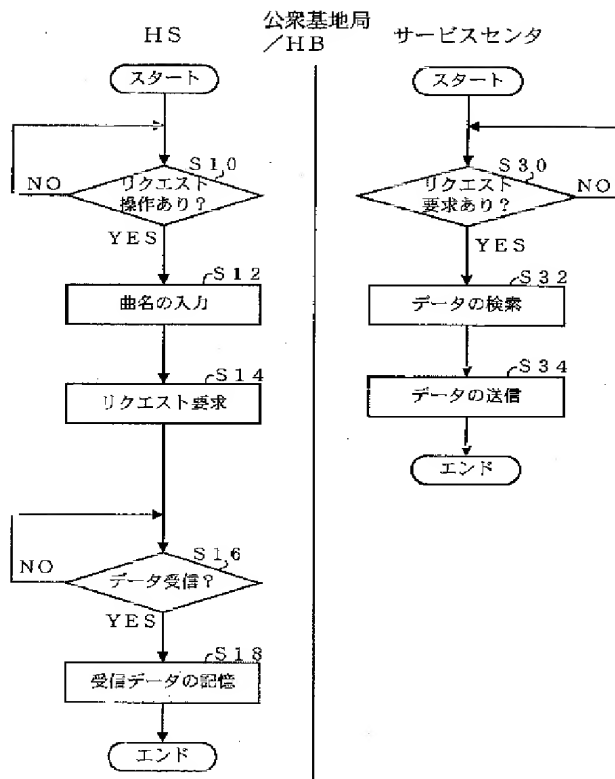 HS
公衆基地局
／HB
サービスセンタ
スタート
S10
リクエスト
操作あり？
NO
YES
S12
曲名の入力
S14
リクエスト要求
S16
データ受信？
NO
YES
S18
受信データの記憶
エンド
スタート
S30
リクエスト
要求あり？
NO
YES
S32
データの検索
S34
データの送信
エンド